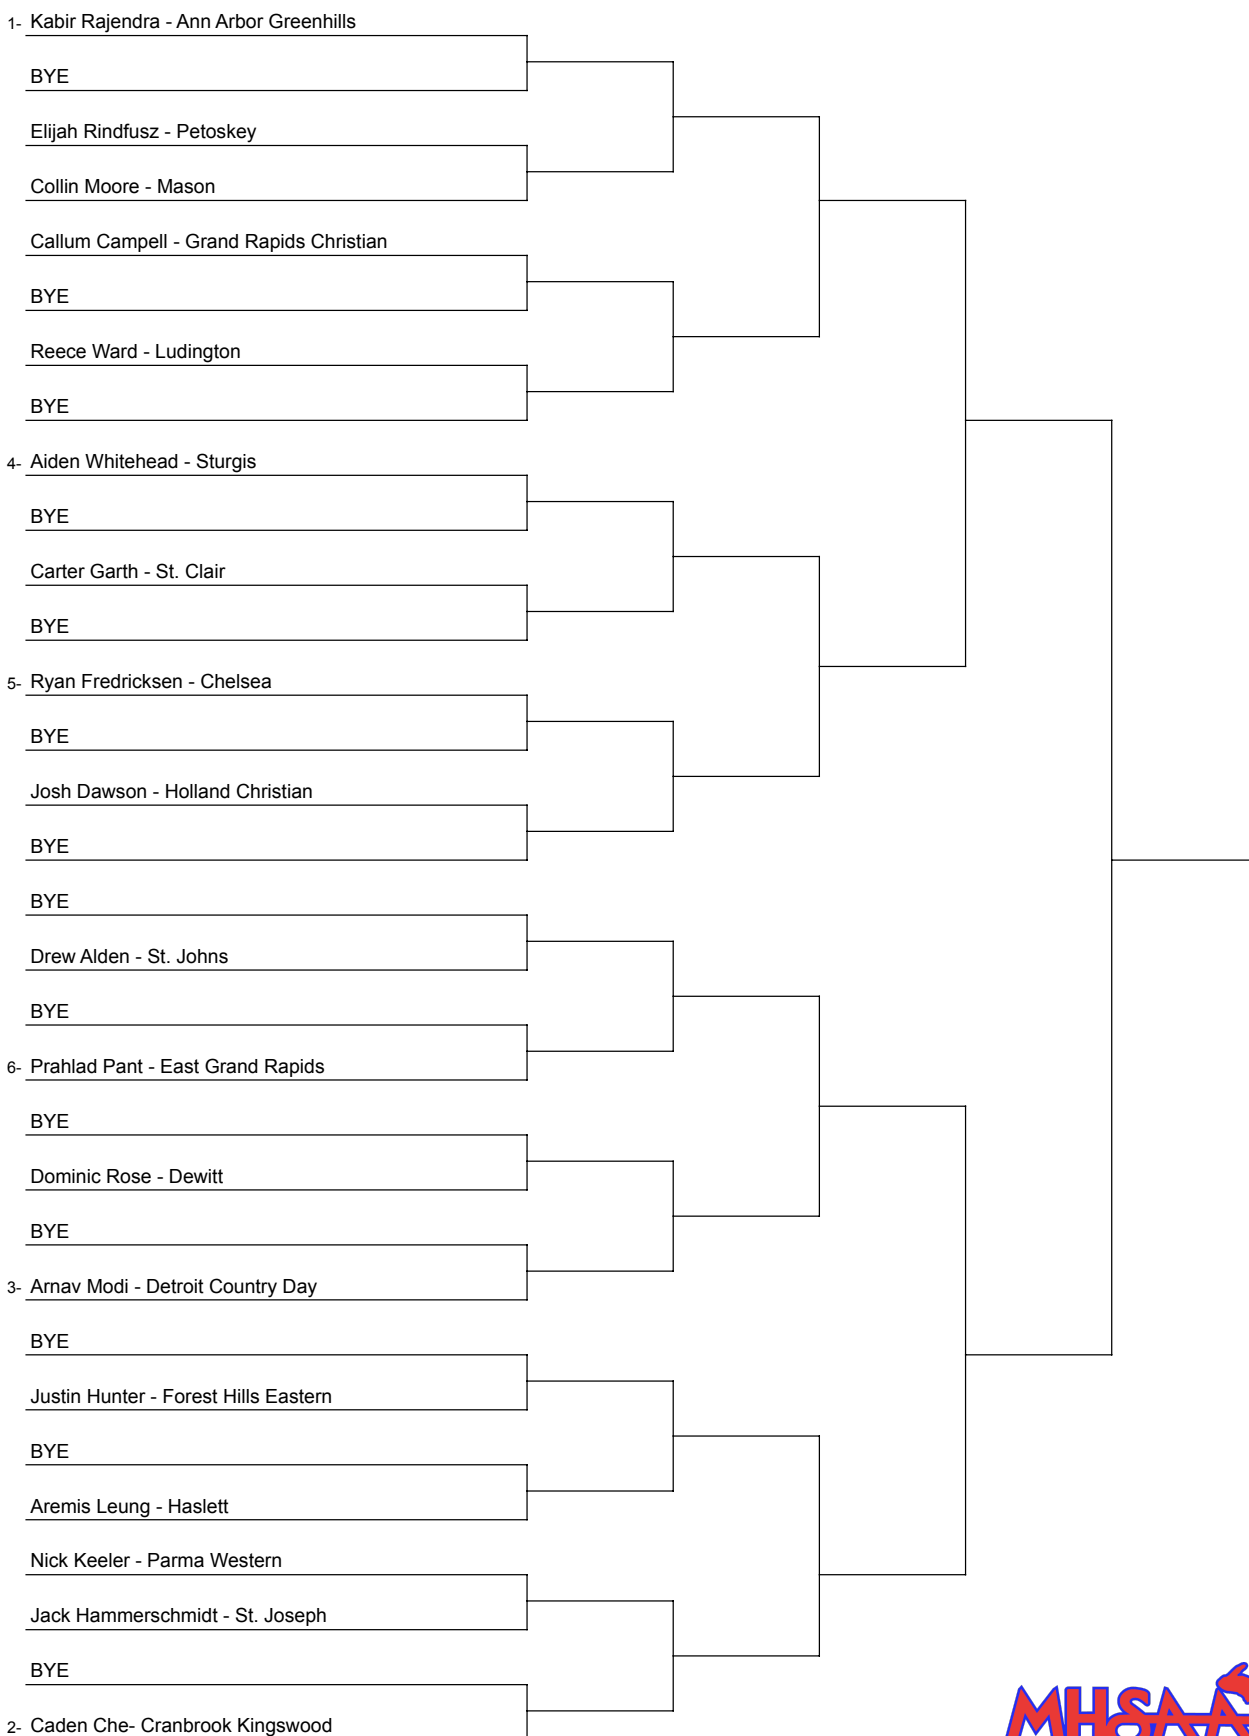 1- Kabir Rajendra - Ann Arbor Greenhills
BYE
Elijah Rindfusz - Petoskey
Collin Moore - Mason
Callum Campell - Grand Rapids Christian
BYE
Reece Ward - Ludington
BYE
4- Aiden Whitehead - Sturgis
BYE
Carter Garth - St. Clair
BYE
5- Ryan Fredricksen - Chelsea
BYE
Josh Dawson - Holland Christian
BYE
BYE
Drew Alden - St. Johns
BYE
6- Prahlad Pant - East Grand Rapids
BYE
Dominic Rose - Dewitt
BYE
3- Arnav Modi - Detroit Country Day
BYE
Justin Hunter - Forest Hills Eastern
BYE
Aremis Leung - Haslett
Nick Keeler - Parma Western
Jack Hammerschmidt - St. Joseph
BYE
2- Caden Che- Cranbrook Kingswood
MHSAA